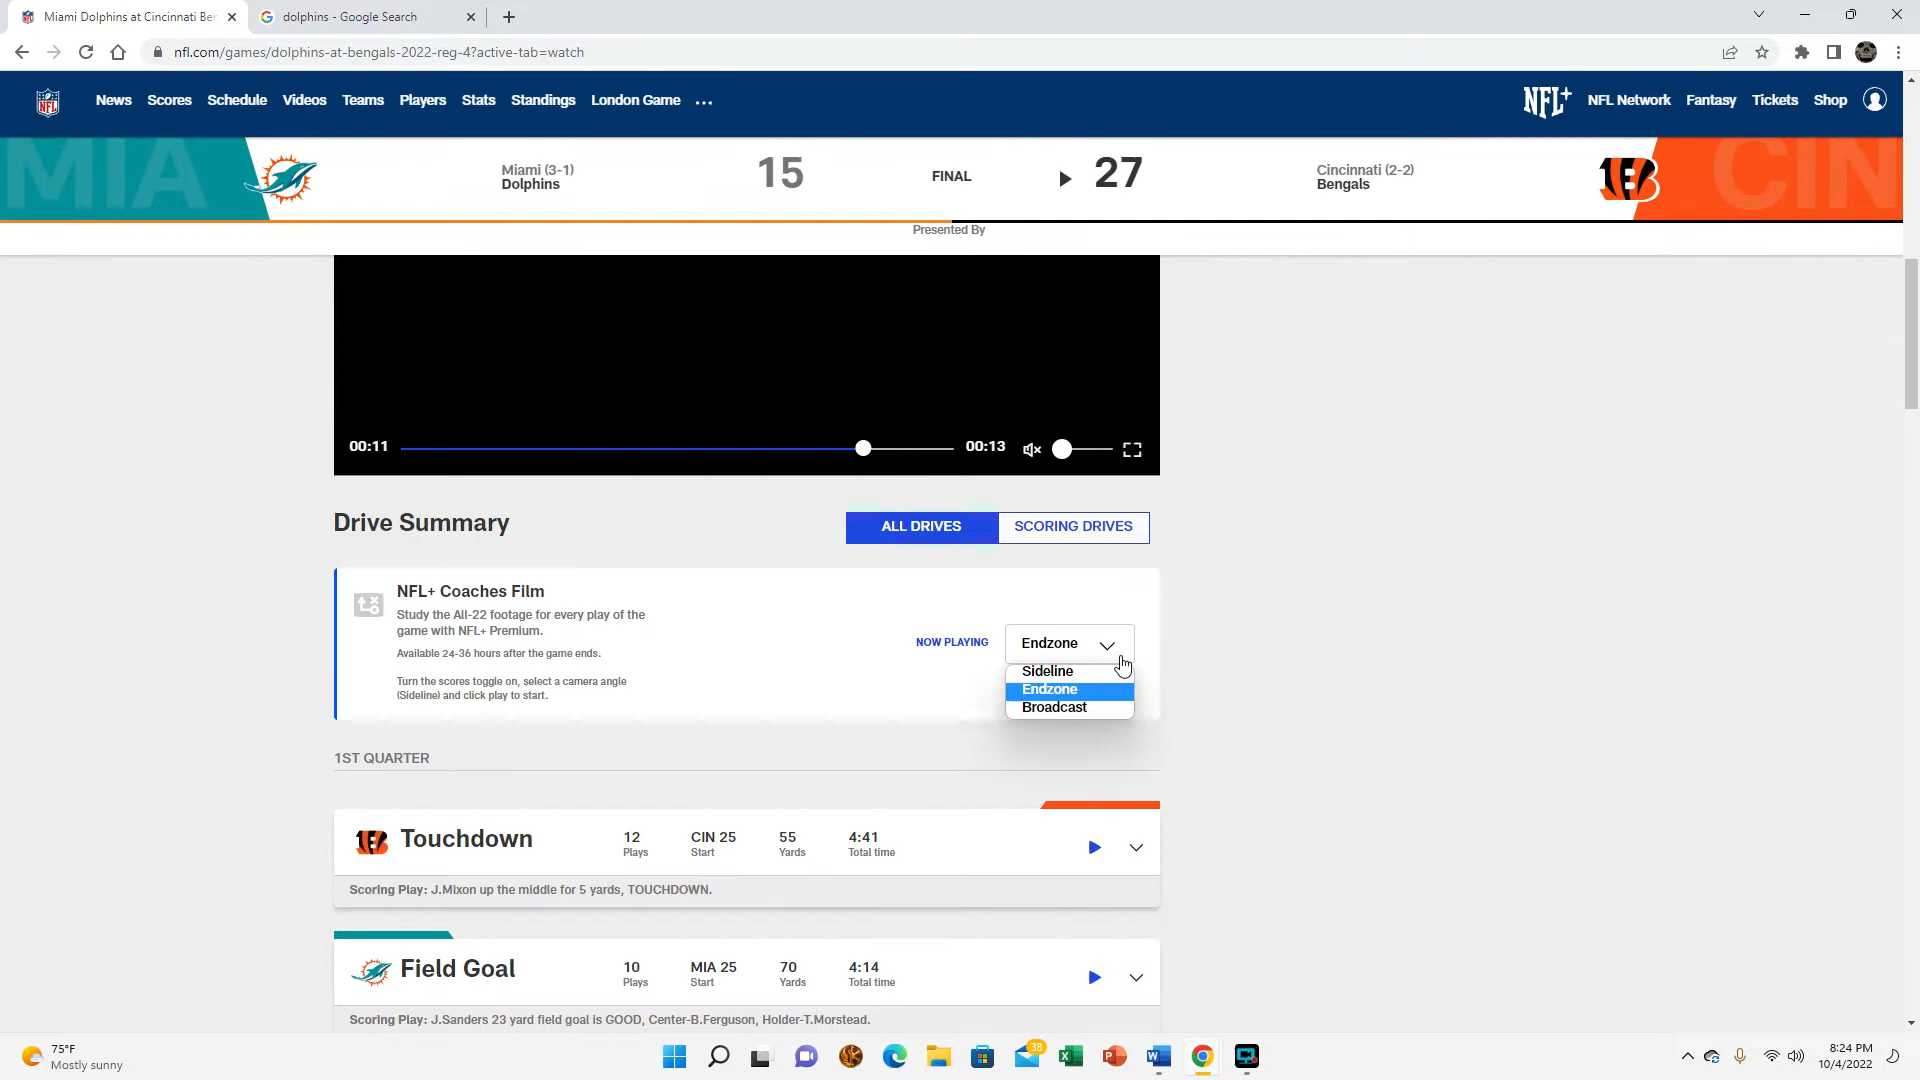 Miami Dolphins at Cincinnati Ber
dolphins - Google Search
nfl.com/games/dolphins-at-bengals-2022-reg-4?active-tab=watch
NFL
News Scores Schedule Videos Teams Players Stats Standings London Game ...
NFL+ NFL Network Fantasy Tickets Shop
MIA
Miami (3-1)
Dolphins
15
FINAL
27
Cincinnati (2-2)
Bengals
CIN
Presented By
00:11
00:13
Drive Summary
ALL DRIVES
SCORING DRIVES
NFL+ Coaches Film
Study the All-22 footage for every play of the
game with NFL+ Premium.
Available 24-36 hours after the game ends.
Turn the scores toggle on, select a camera angle
(Sideline) and click play to start.
NOW PLAYING
Endzone
Sideline
Endzone
Broadcast
1ST QUARTER
Touchdown
12
Plays
CIN 25
Start
55
Yards
4:41
Total time
Scoring Play: J.Mixon up the middle for 5 yards, TOUCHDOWN.
Field Goal
10
Plays
MIA 25
Start
70
Yards
4:14
Total time
Scoring Play: J.Sanders 23 yard field goal is GOOD, Center-B.Ferguson, Holder-T.Morstead.
75°F
Mostly sunny
38
8:24 PM
10/4/2022